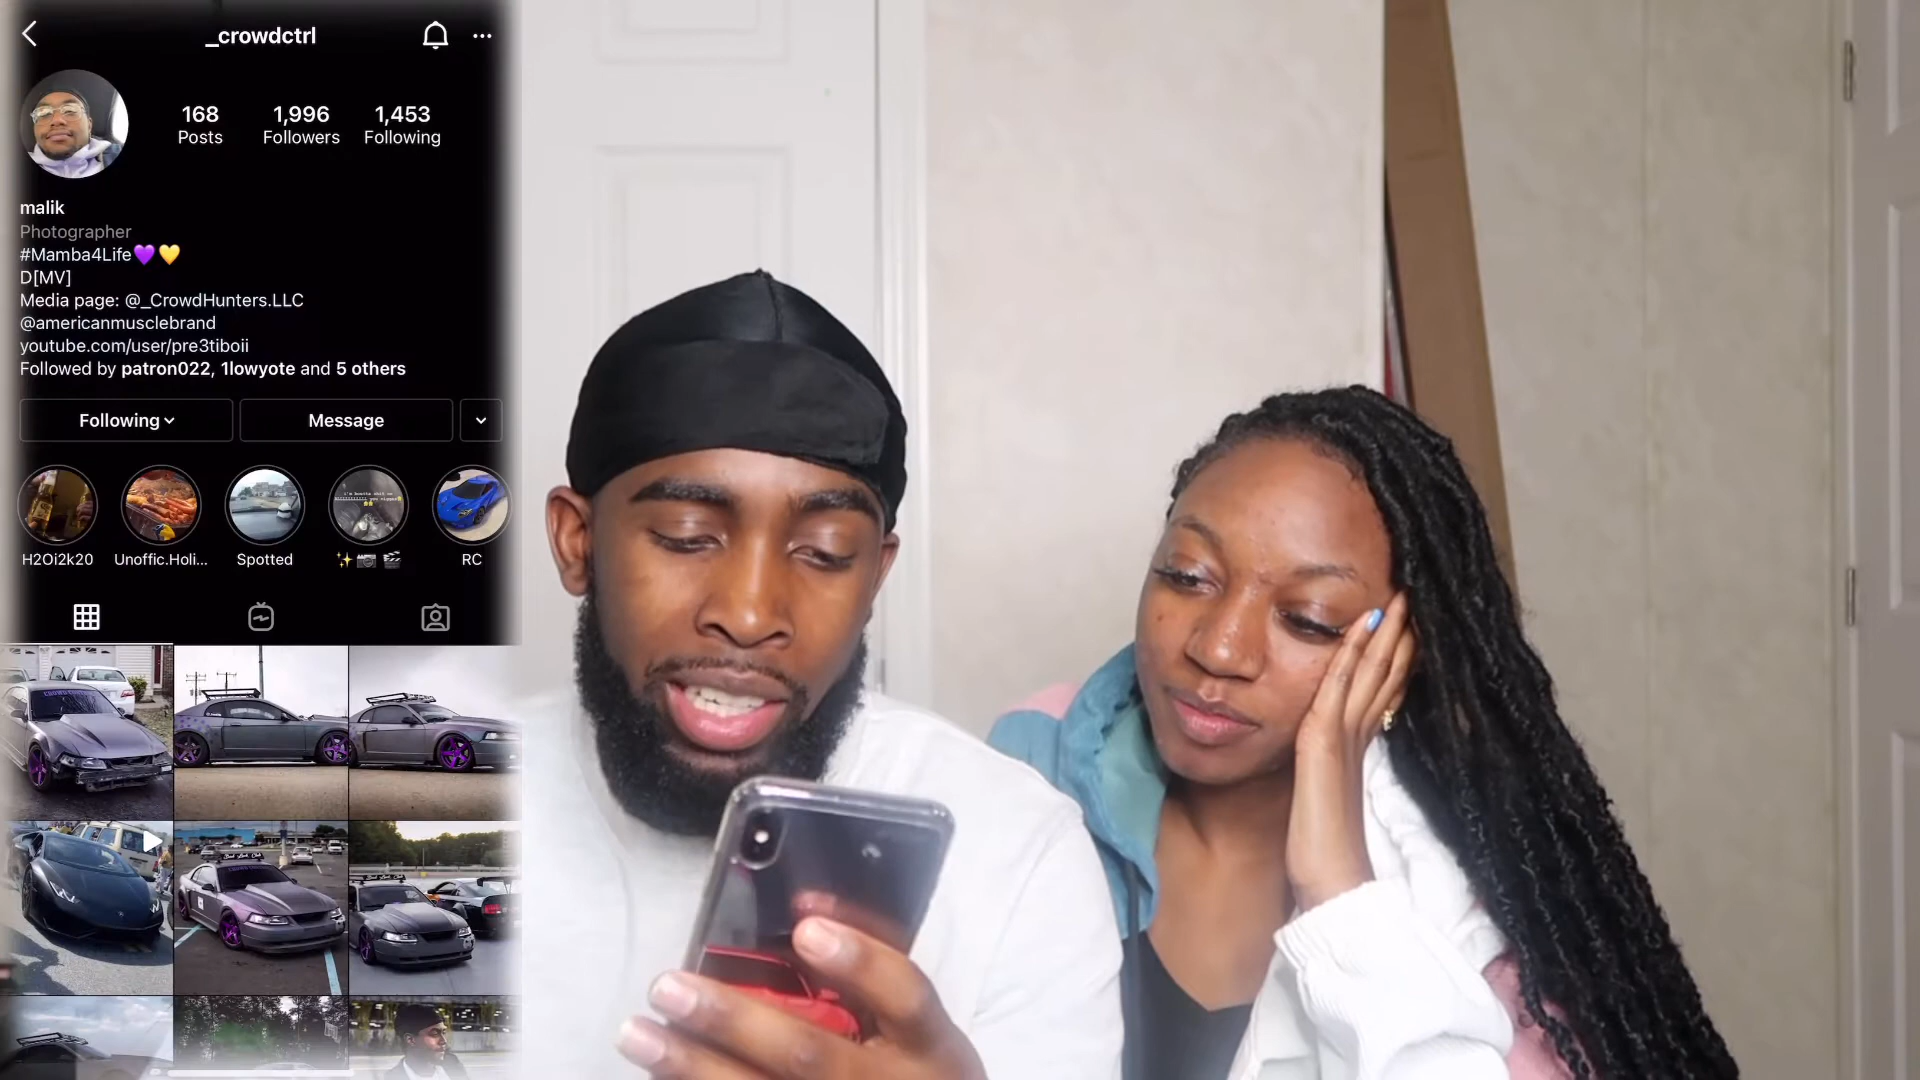 _crowdctrl
168 1,996 1,453
Posts Followers Following
malik
Photographer
#Mamba4Life💜💛
D[MV]
Media page: @_CrowdHunters.LLC
@americanmusclebrand
youtube.com/user/pre3tiboii
Followed by patron022, 1lowyote and 5 others
Following Message
H2Oi2k20 Unoffic.Holi... Spotted ✨📷🎬 RC